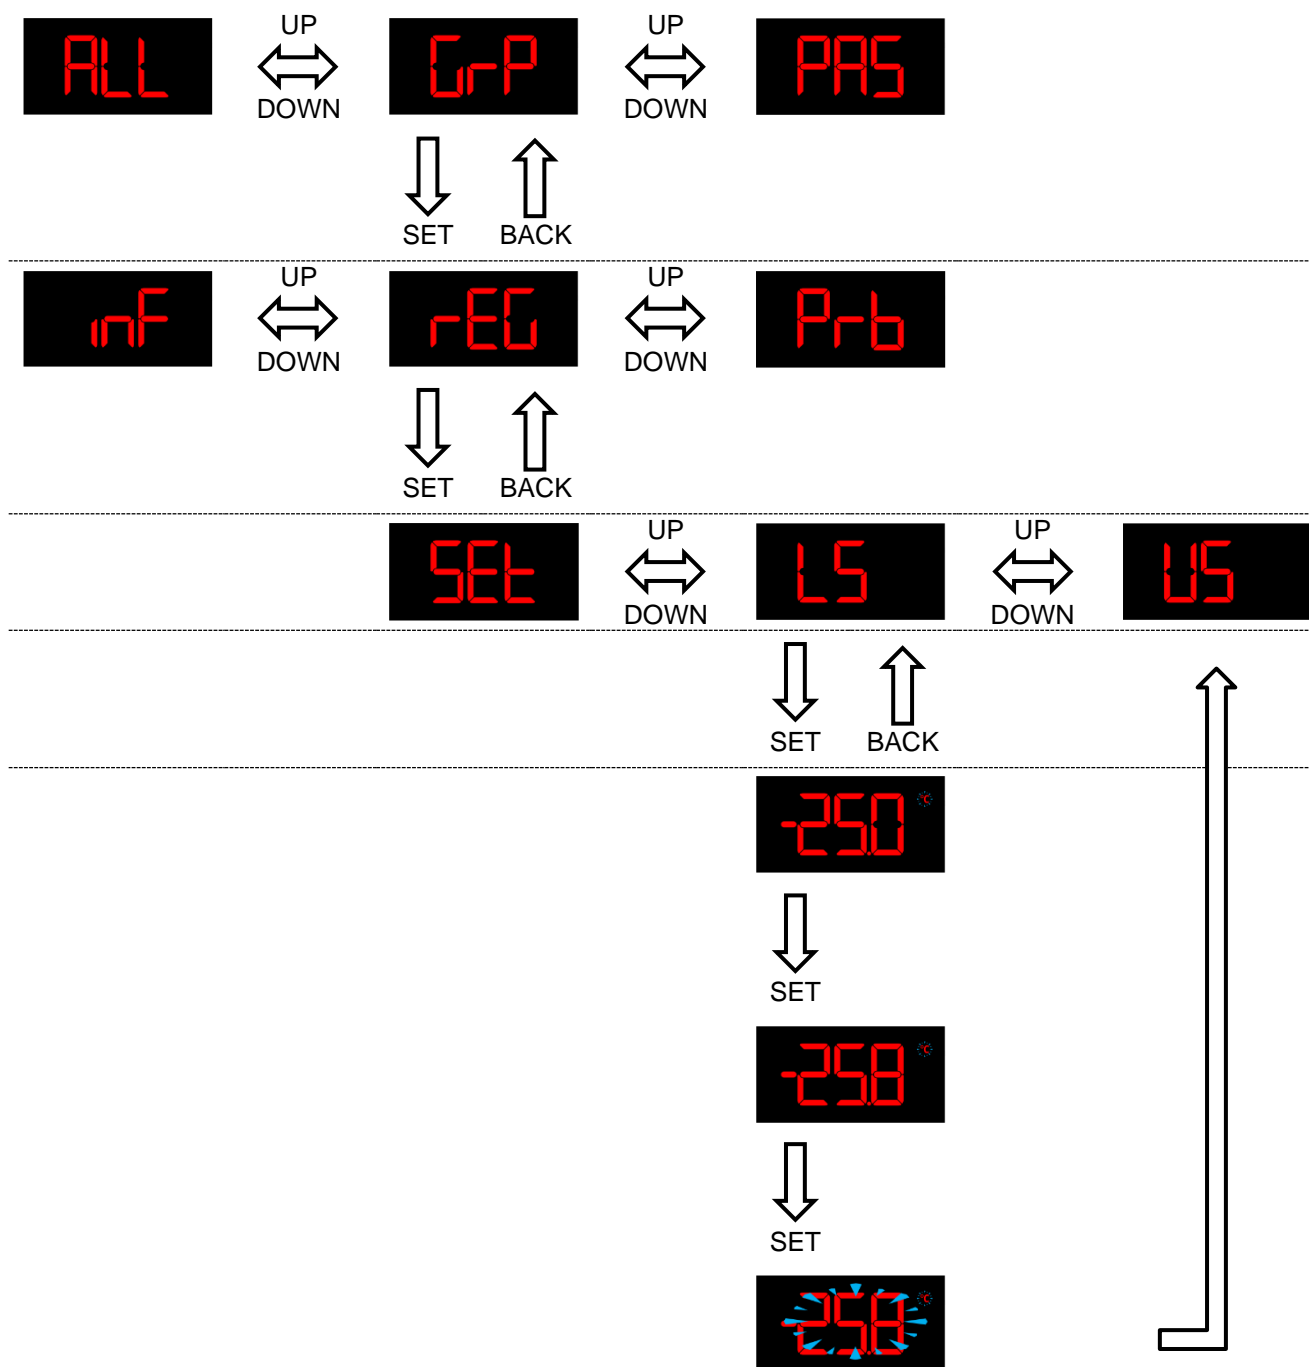 UP UP
ALL GrP PAS
DOWN DOWN
SET BACK
UP UP
inF rEG Prb
DOWN DOWN
SET BACK
UP UP
SEt LS US
DOWN DOWN
SET BACK
-25.0 °C
SET
-25.8 °C
SET
-25.8 °C